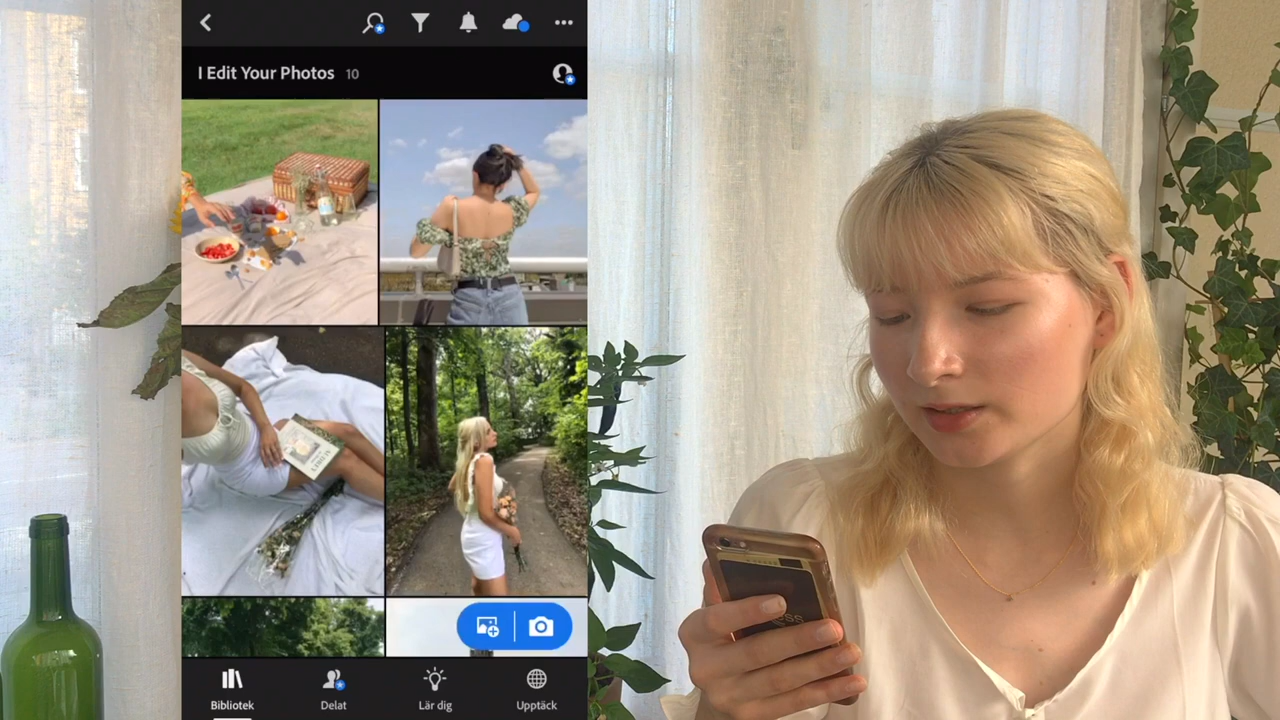 I Edit Your Photos 10
Bibliotek
Delat
Lär dig
Upptäck